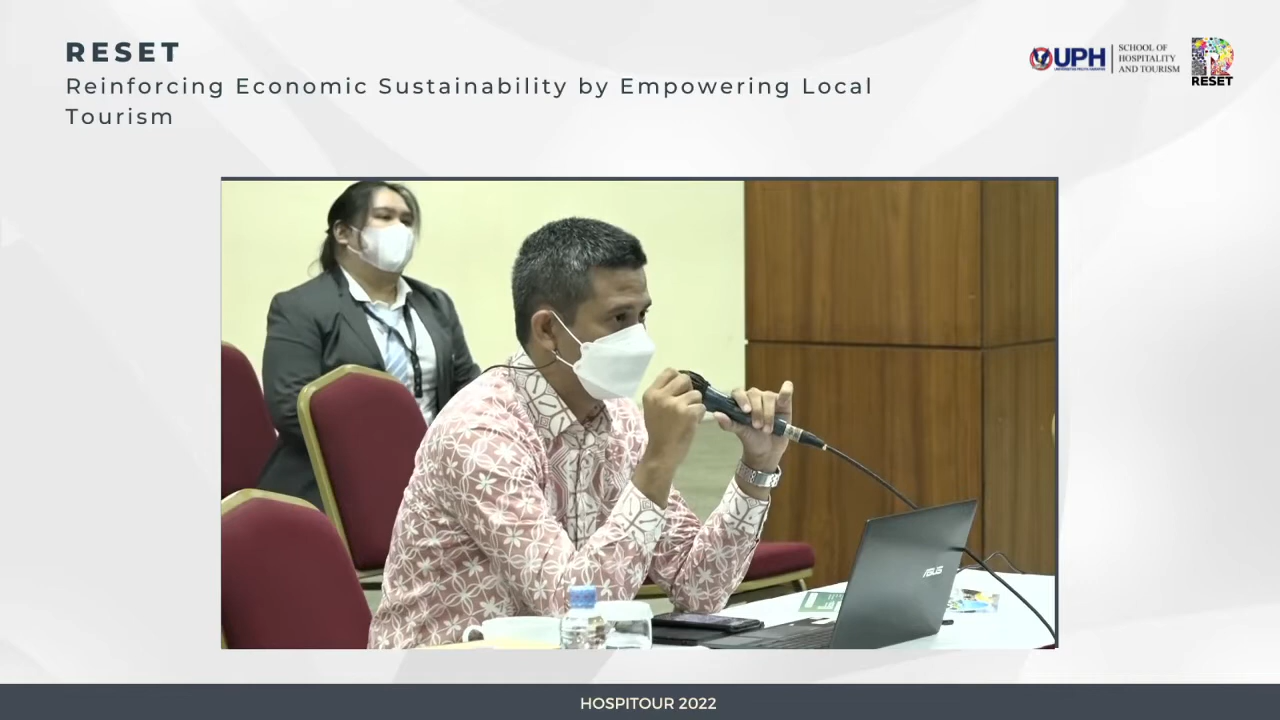 RESET
Reinforcing Economic Sustainability by Empowering Local
Tourism
UPH
SCHOOL OF
HOSPITALITY
AND TOURISM
RESET
ASUS
HOSPITOUR 2022